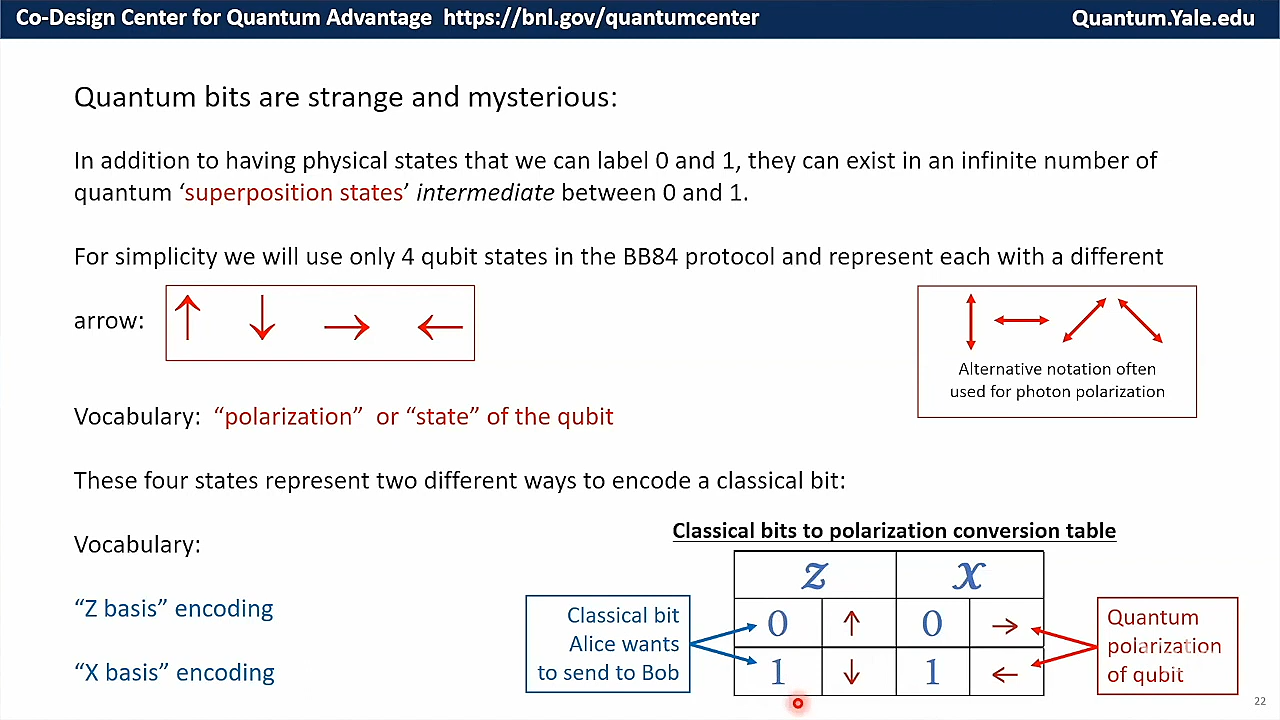 Co-Design Center for Quantum Advantage https://bnl.gov/quantumcenter
Quantum.Yale.edu
Quantum bits are strange and mysterious:
In addition to having physical states that we can label 0 and 1, they can exist in an infinite number of
quantum ‘superposition states’ intermediate between 0 and 1.
For simplicity we will use only 4 qubit states in the BB84 protocol and represent each with a different
arrow: ↑ ↓ → ←
Alternative notation often
used for photon polarization
Vocabulary: “polarization” or “state” of the qubit
These four states represent two different ways to encode a classical bit:
Vocabulary:
“Z basis” encoding
“X basis” encoding
Classical bits to polarization conversion table
Z X
0 ↑ 0 →
1 ↓ 1 ←
Classical bit
Alice wants
to send to Bob
Quantum
polarization
of qubit
22